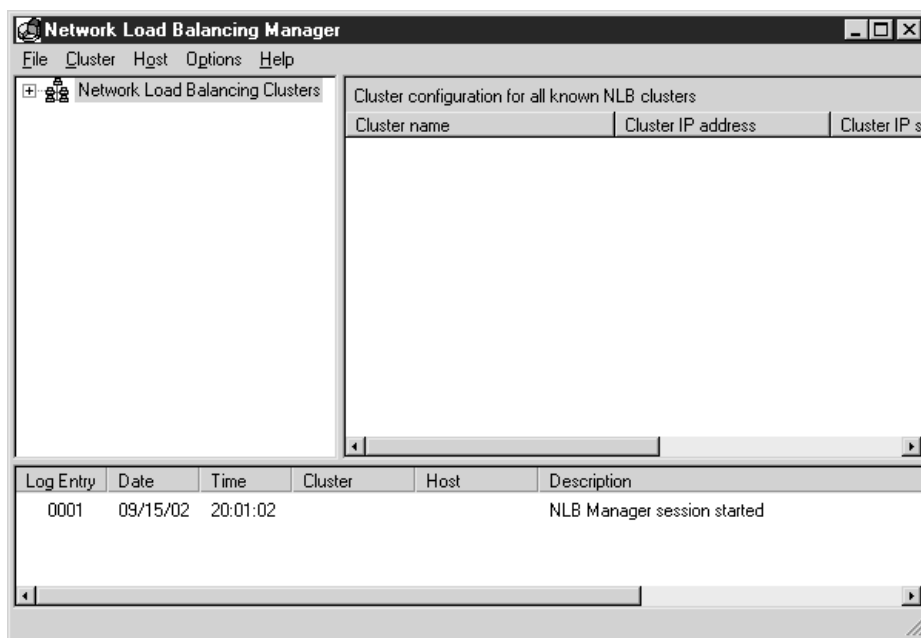 Network Load Balancing Manager
File Cluster Host Options Help
Network Load Balancing Clusters
Cluster configuration for all known NLB clusters
Cluster name Cluster IP address Cluster IP s
Log Entry Date Time Cluster Host Description
0001 09/15/02 20:01:02 NLB Manager session started